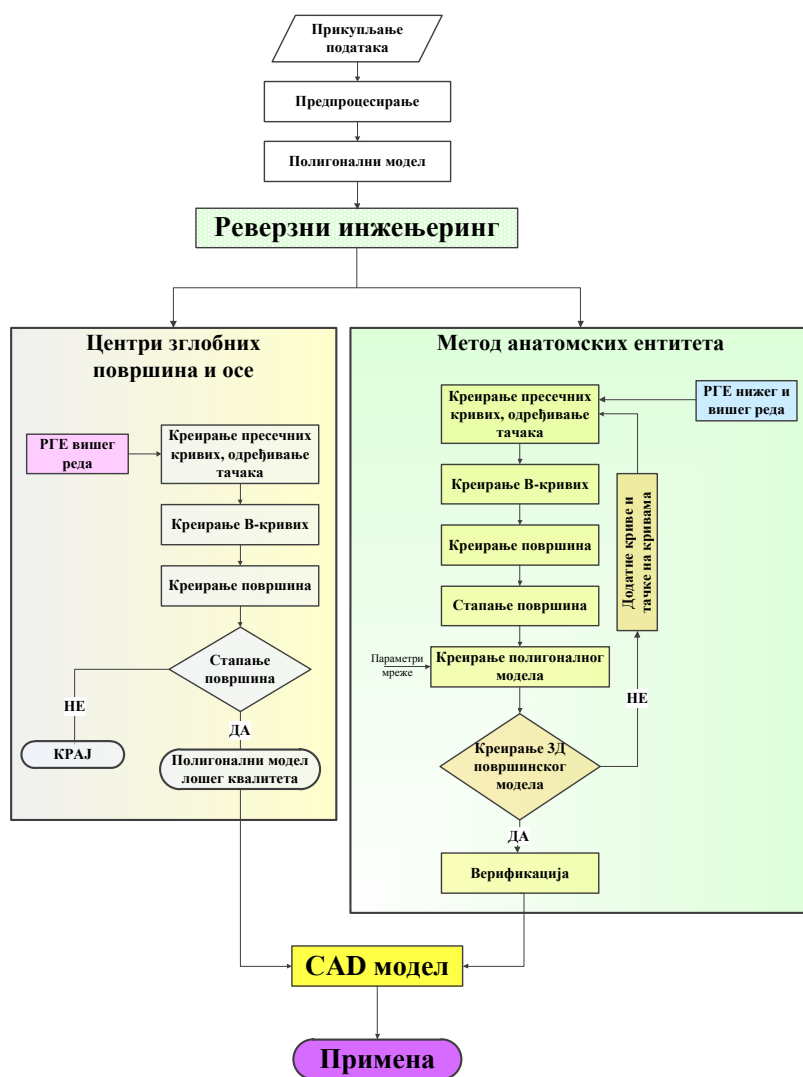 Прикупљање
података
Предпроцесирање
Полигонални модел
Реверзни инжењеринг
Центри зглобних
површина и осе
РГЕ вишег
реда
Креирање пресечних
кривих, одређивање
тачака
Креирање В-кривих
Креирање површина
Стапање
површина
НЕ
ДА
КРАЈ
Полигонални модел
лошег квалитета
Метод анатомских ентитета
Креирање пресечних
кривих, одређивање
тачака
РГЕ нижег и
вишег реда
Креирање В-кривих
Креирање површина
Стапање површина
Додатне криве и
тачке на кривама
Параметри
мреже
Креирање полигоналног
модела
НЕ
Креирање 3Д
површинског
модела
ДА
Верификација
CAD модел
Примена